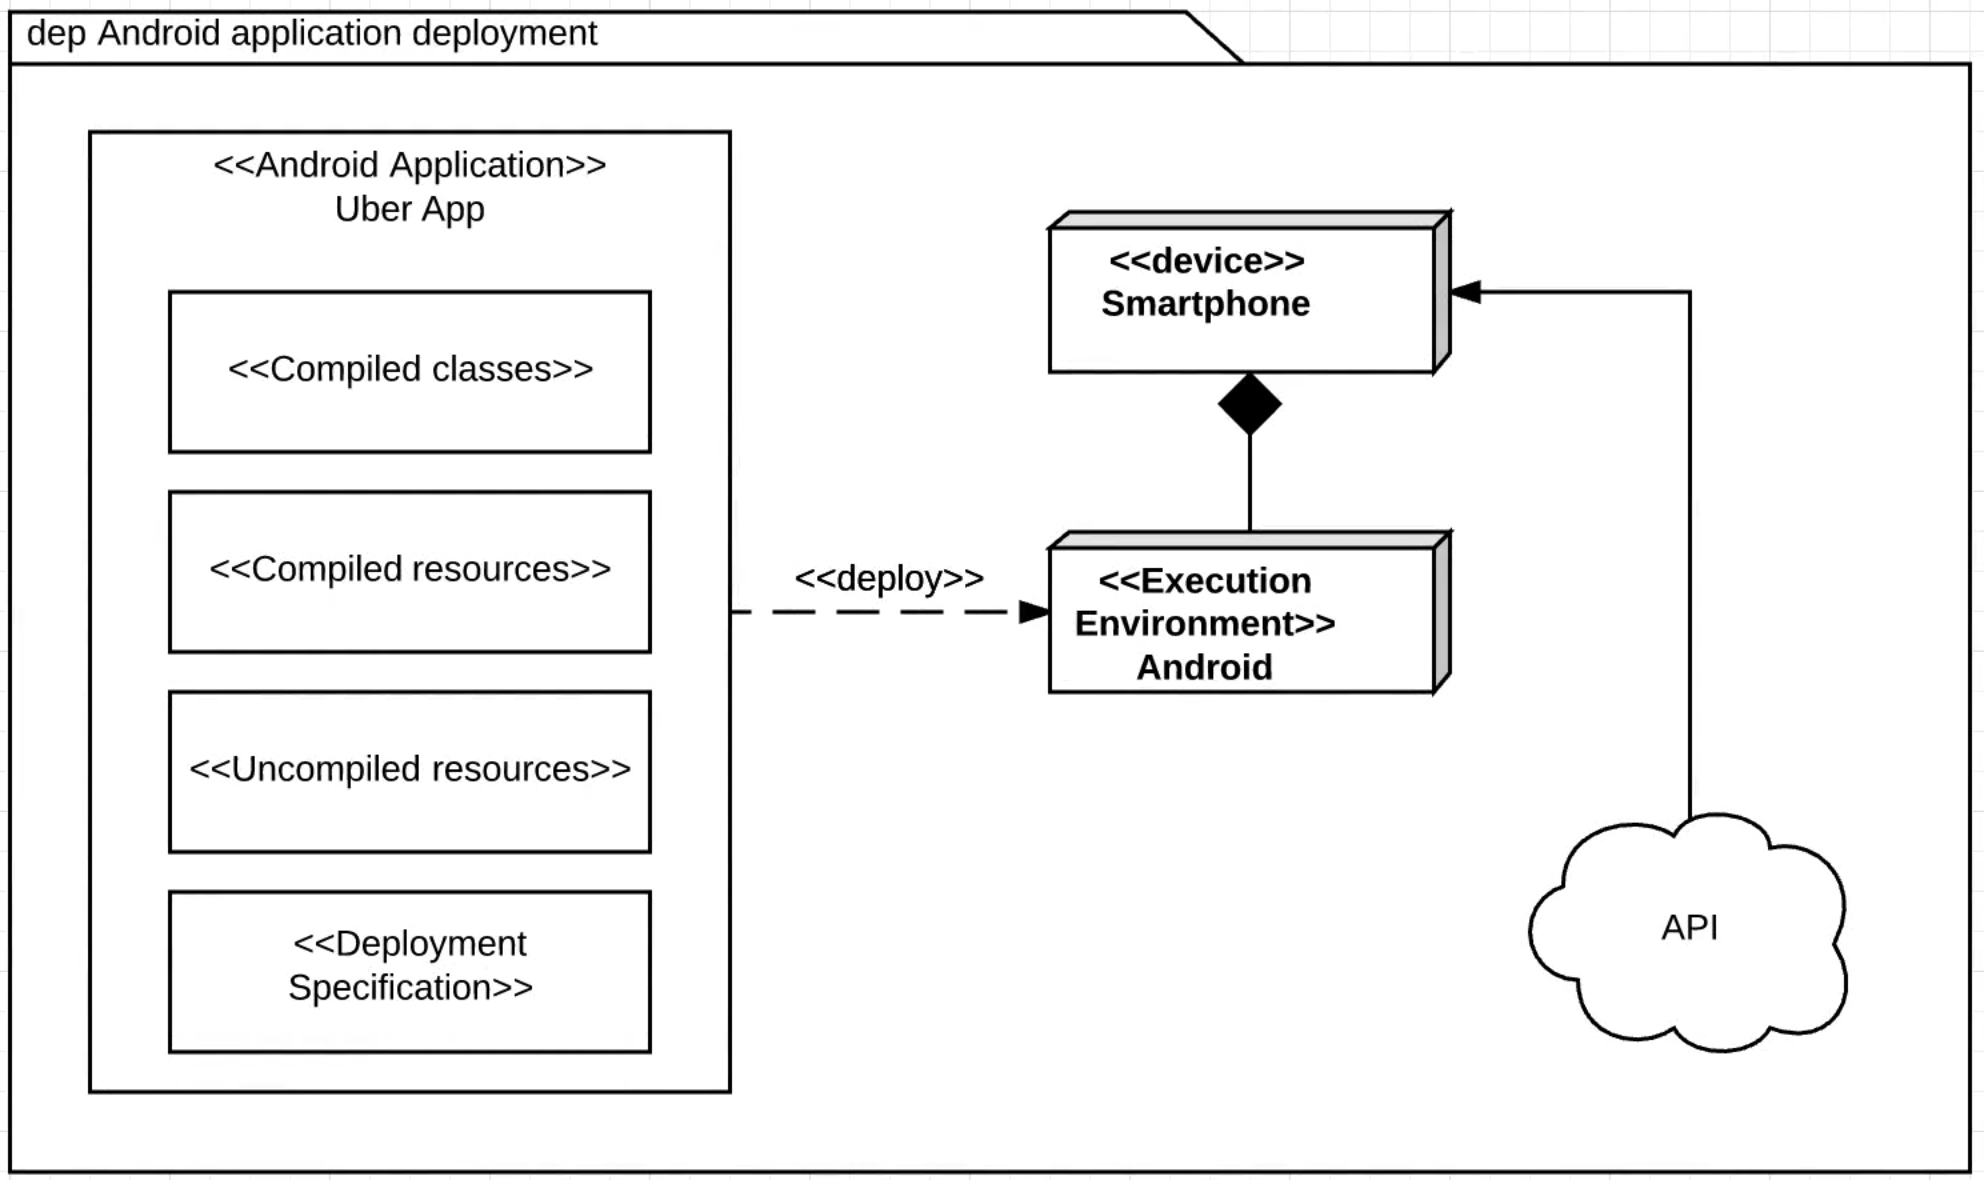 dep Android application deployment
<<Android Application>>
Uber App
<<Compiled classes>>
<<Compiled resources>>
<<Uncompiled resources>>
<<Deployment
Specification>>
<<deploy>>
<<device>>
Smartphone
<<Execution
Environment>>
Android
API